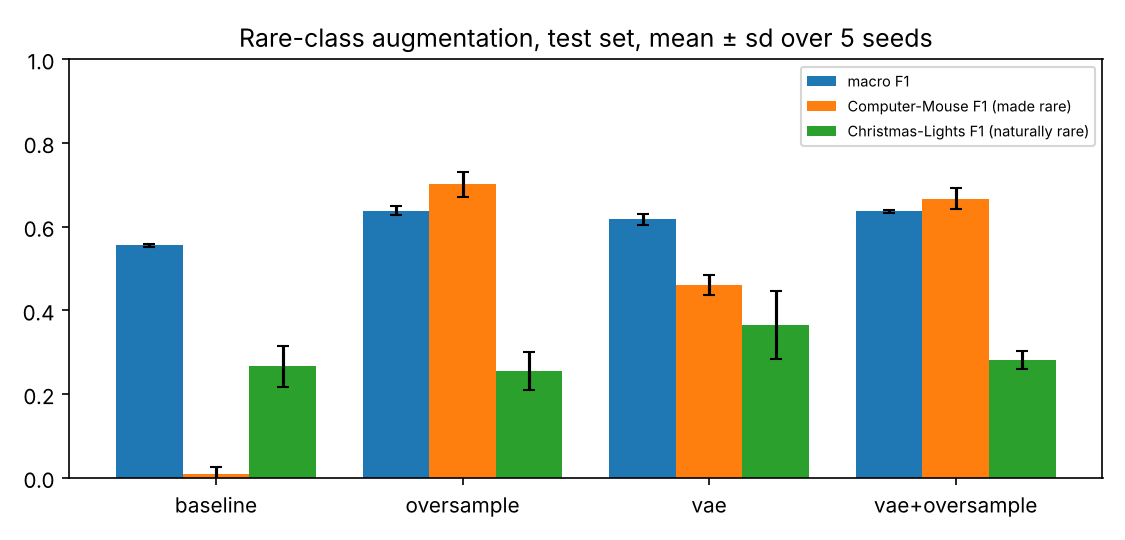 Rare-class augmentation, test set, mean ± sd over 5 seeds
1.0
0.8
0.6
0.4
0.2
0.0
macro F1
Computer-Mouse F1 (made rare)
Christmas-Lights F1 (naturally rare)
baseline
oversample
vae
vae+oversample